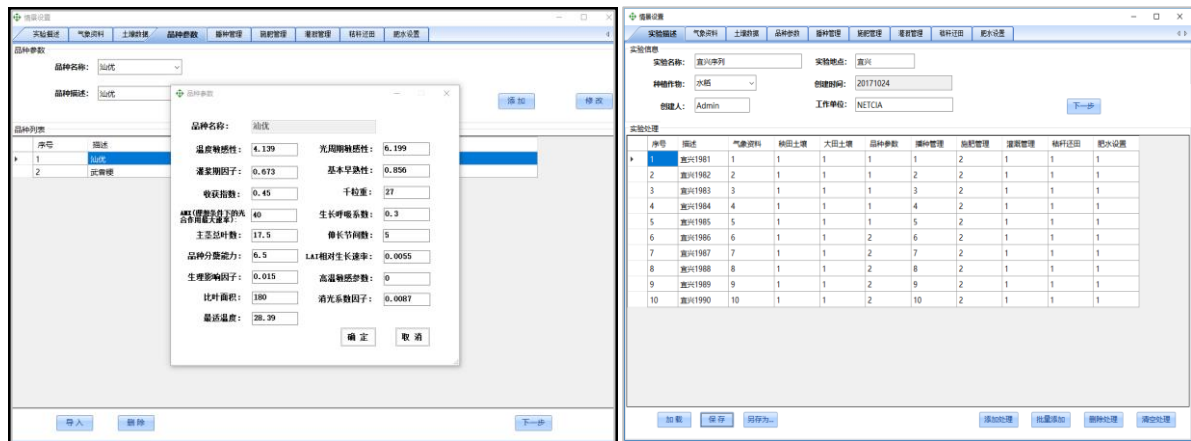 情景设置
实验概述 气象资料 土壤数据 品种参数 播种管理 施肥管理 灌溉管理 秸秆还田 肥水设置
品种参数
品种名称: 汕优
品种描述: 汕优
添加 修改
品种列表
序号 描述
1 汕优
2 武育粳
导入 删除 下一步
品种参数
品种名称: 汕优
温度敏感性: 4.139 光周期敏感性: 6.199
灌浆期因子: 0.673 基本早熟性: 0.856
收获指数: 0.45 千粒重: 27
AMX(理想条件下的光合作用最大速率): 40 生长呼吸系数: 0.3
主茎总叶数: 17.5 伸长节间数: 5
品种分蘖能力: 6.5 LAI相对生长速率: 0.0055
生理影响因子: 0.015 高温敏感参数: 0
比叶面积: 180 消光系数因子: 0.0087
最适温度: 28.39
确定 取消
情景设置
实验描述 气象资料 土壤数据 品种参数 播种管理 施肥管理 灌溉管理 秸秆还田 肥水设置
实验信息
实验名称: 宜兴序列 实验地点: 宜兴
种植作物: 水稻 创建时间: 20171024
创建人: Admin 工作单位: NETCIA
下一步
实验处理
序号 描述 气象资料 秧田土壤 大田土壤 品种参数 播种管理 施肥管理 灌溉管理 秸秆还田 肥水设置
1 宜兴1981 1 1 1 1 1 2 1 1 1
2 宜兴1982 2 1 1 1 2 2 1 1 1
3 宜兴1983 3 1 1 1 3 2 1 1 1
4 宜兴1984 4 1 1 1 4 2 1 1 1
5 宜兴1985 5 1 1 1 5 2 1 1 1
6 宜兴1986 6 1 1 2 6 2 1 1 1
7 宜兴1987 7 1 1 2 7 2 1 1 1
8 宜兴1988 8 1 1 2 8 2 1 1 1
9 宜兴1989 9 1 1 2 9 2 1 1 1
10 宜兴1990 10 1 1 2 10 2 1 1 1
加载 保存 另存为... 添加处理 批量添加 删除处理 清空处理